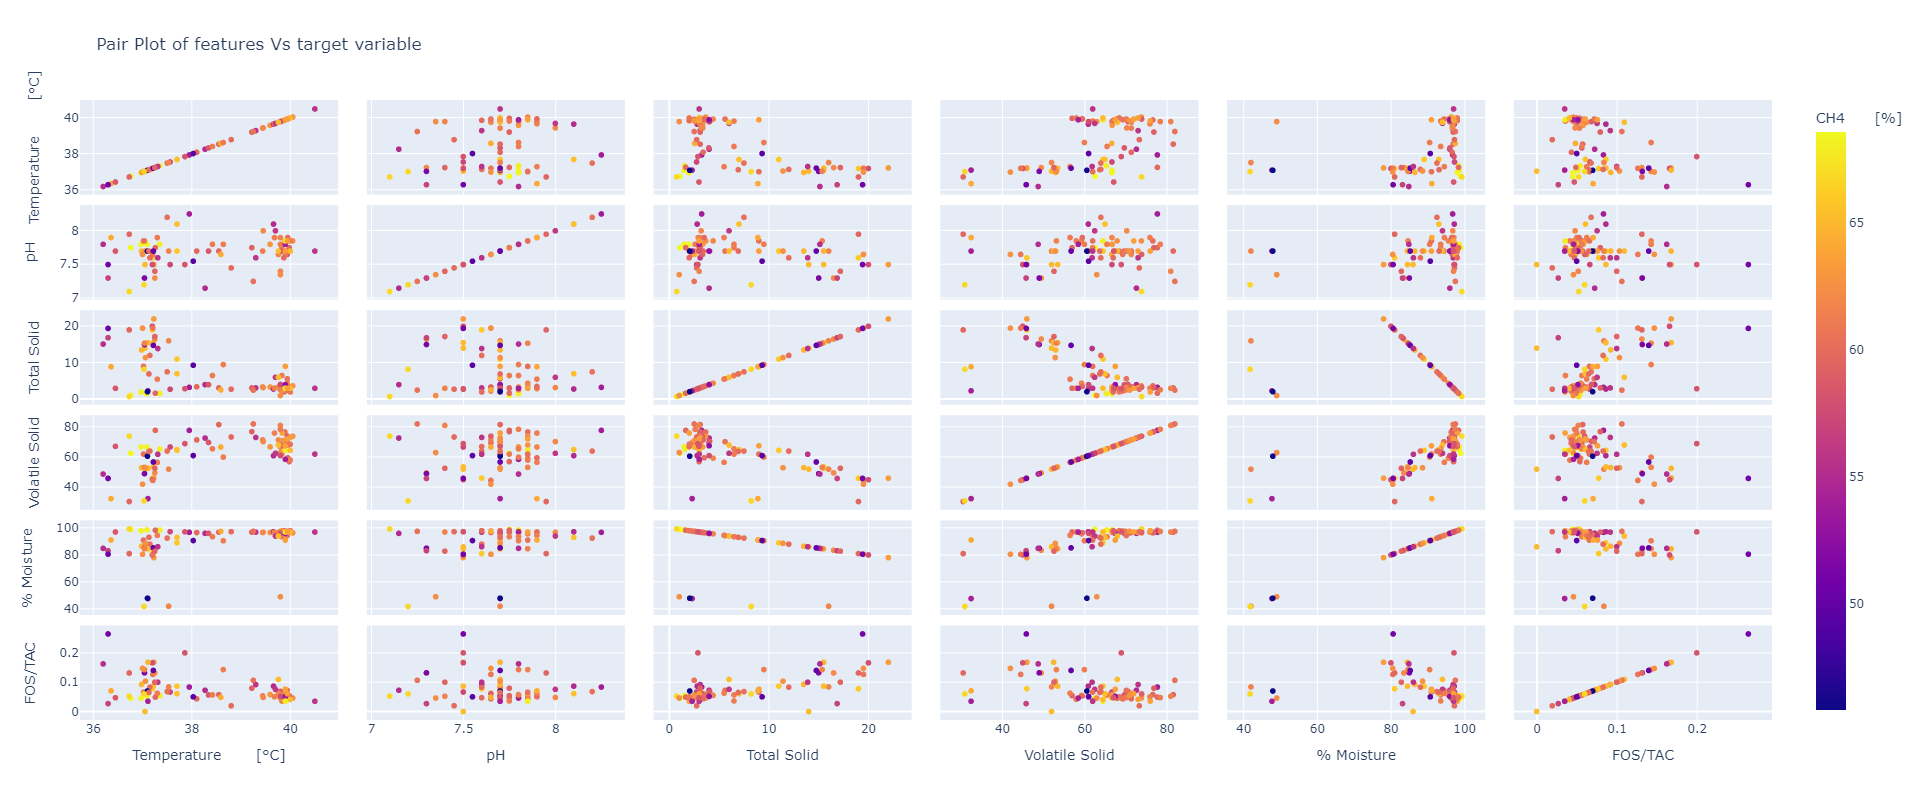 Pair Plot of features Vs target variable
Temperature [°C]
40
38
36
pH
8
7.5
7
Total Solid
20
10
0
Volatile Solid
80
60
40
% Moisture
100
80
60
40
FOS/TAC
0.2
0.1
0
36 38 40
7 7.5 8
0 10 20
40 60 80
40 60 80 100
0 0.1 0.2
Temperature [°C]
pH
Total Solid
Volatile Solid
% Moisture
FOS/TAC
CH4 [%]
65
60
55
50